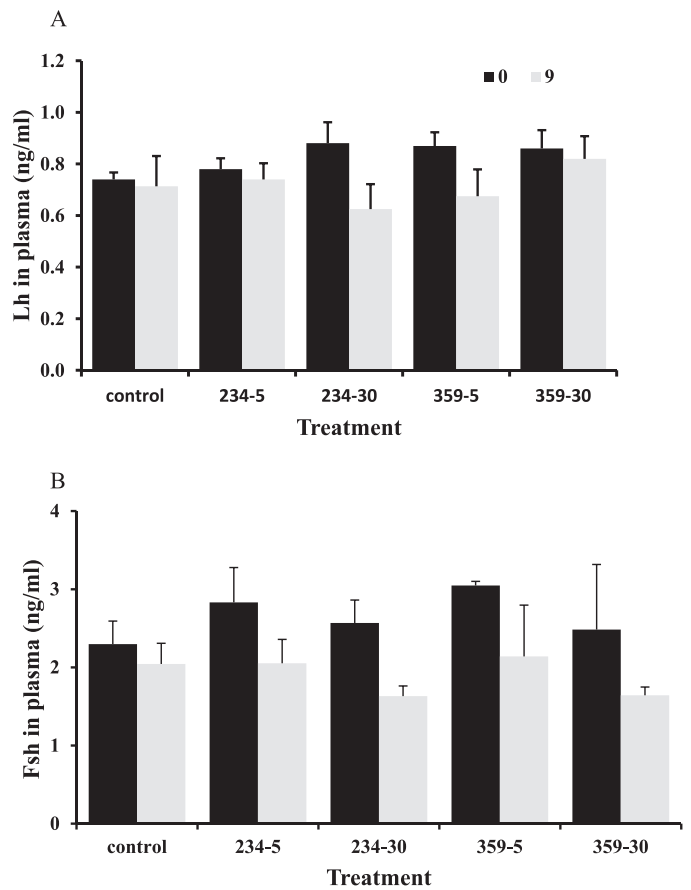 A
Lh in plasma (ng/ml)
1.2
1.0
0.8
0.6
0.4
0.2
0.0
0 9
control 234-5 234-30 359-5 359-30
Treatment
B
Fsh in plasma (ng/ml)
4
3
2
1
0
control 234-5 234-30 359-5 359-30
Treatment